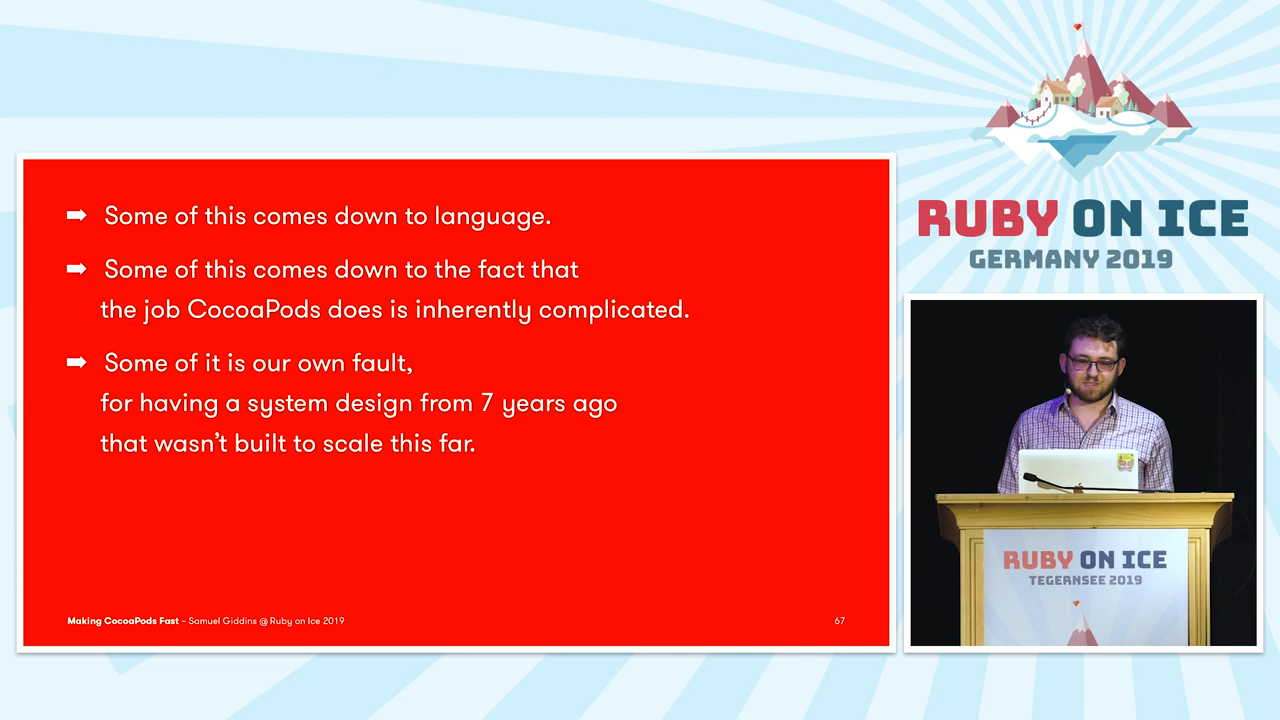 ➡ Some of this comes down to language.
➡ Some of this comes down to the fact that
the job CocoaPods does is inherently complicated.
➡ Some of it is our own fault,
for having a system design from 7 years ago
that wasn't built to scale this far.
Making CocoaPods Fast – Samuel Giddins @ Ruby on Ice 2019
67
RUBY ON ICE
GERMANY 2019
RUBY ON ICE
TEGERNSEE 2019